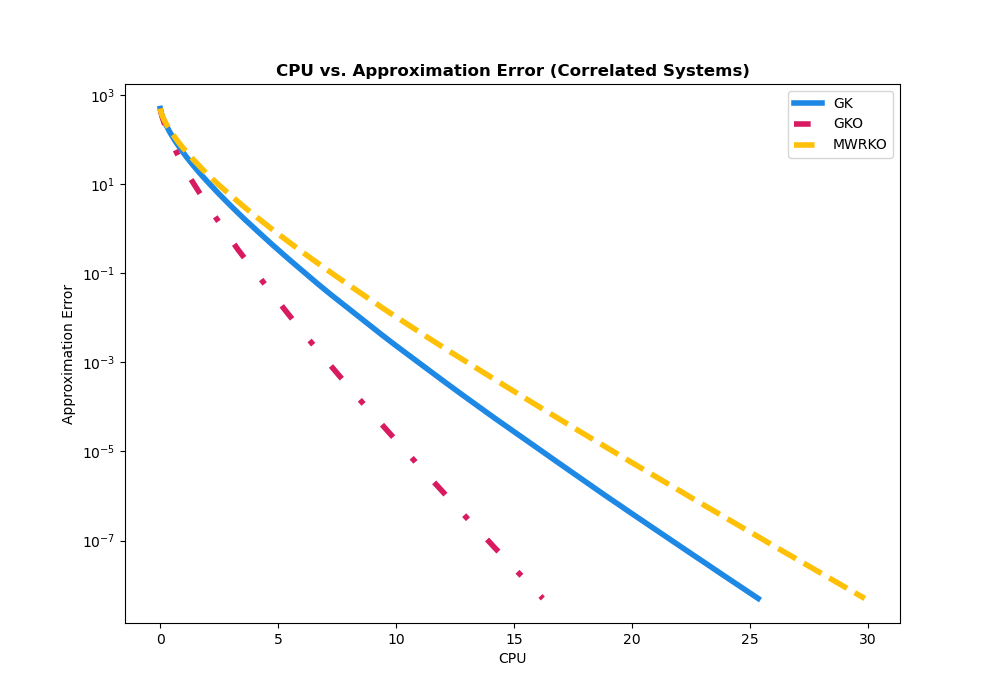 CPU vs. Approximation Error (Correlated Systems)
GK
GKO
MWRKO
Approximation Error
10³
10¹
10⁻¹
10⁻³
10⁻⁵
10⁻⁷
0 5 10 15 20 25 30
CPU